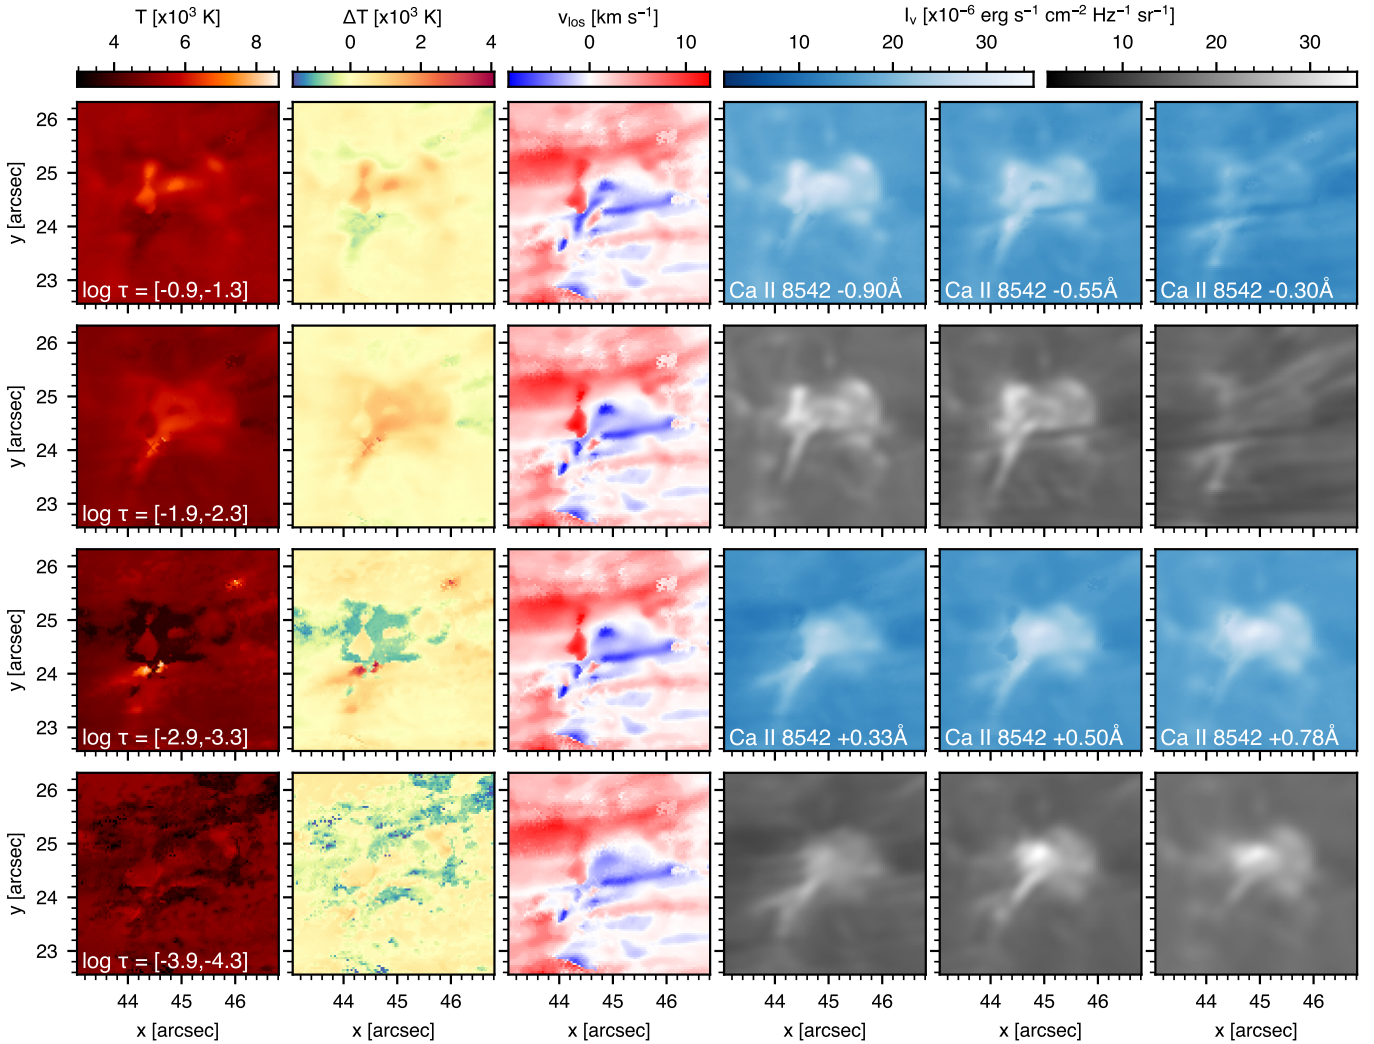 T [x10³ K] ΔT [x10³ K] v_los [km s⁻¹] I_ν [x10⁻⁶ erg s⁻¹ cm⁻² Hz⁻¹ sr⁻¹]
4 6 8 0 2 4 0 10 10 20 30 10 20 30
26
25
24
23
y [arcsec]
log τ = [-0.9,-1.3]
Ca II 8542 -0.90Å
Ca II 8542 -0.55Å
Ca II 8542 -0.30Å
26
25
24
23
y [arcsec]
log τ = [-1.9,-2.3]
26
25
24
23
y [arcsec]
log τ = [-2.9,-3.3]
Ca II 8542 +0.33Å
Ca II 8542 +0.50Å
Ca II 8542 +0.78Å
26
25
24
23
y [arcsec]
log τ = [-3.9,-4.3]
44 45 46 44 45 46 44 45 46 44 45 46 44 45 46 44 45 46
x [arcsec] x [arcsec] x [arcsec] x [arcsec] x [arcsec] x [arcsec]